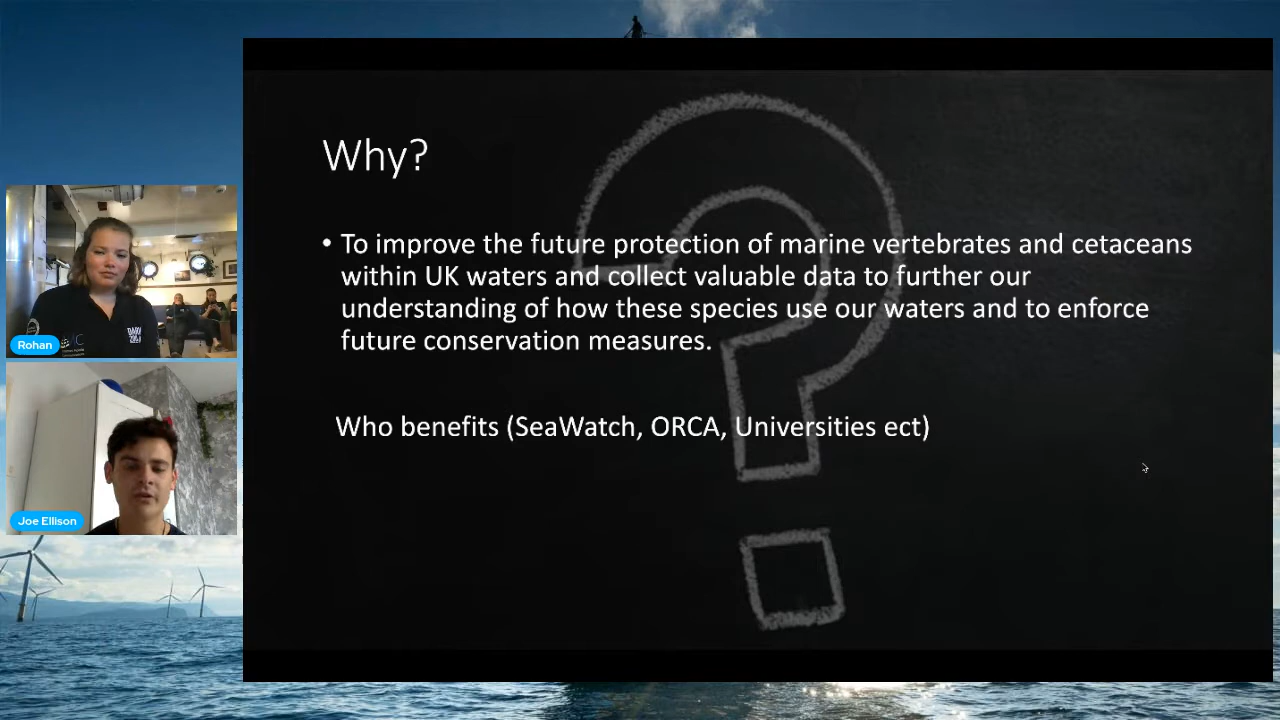 Why?
• To improve the future protection of marine vertebrates and cetaceans
within UK waters and collect valuable data to further our
understanding of how these species use our waters and to enforce
future conservation measures.
Who benefits (SeaWatch, ORCA, Universities ect)
Rohan
Joe Ellison